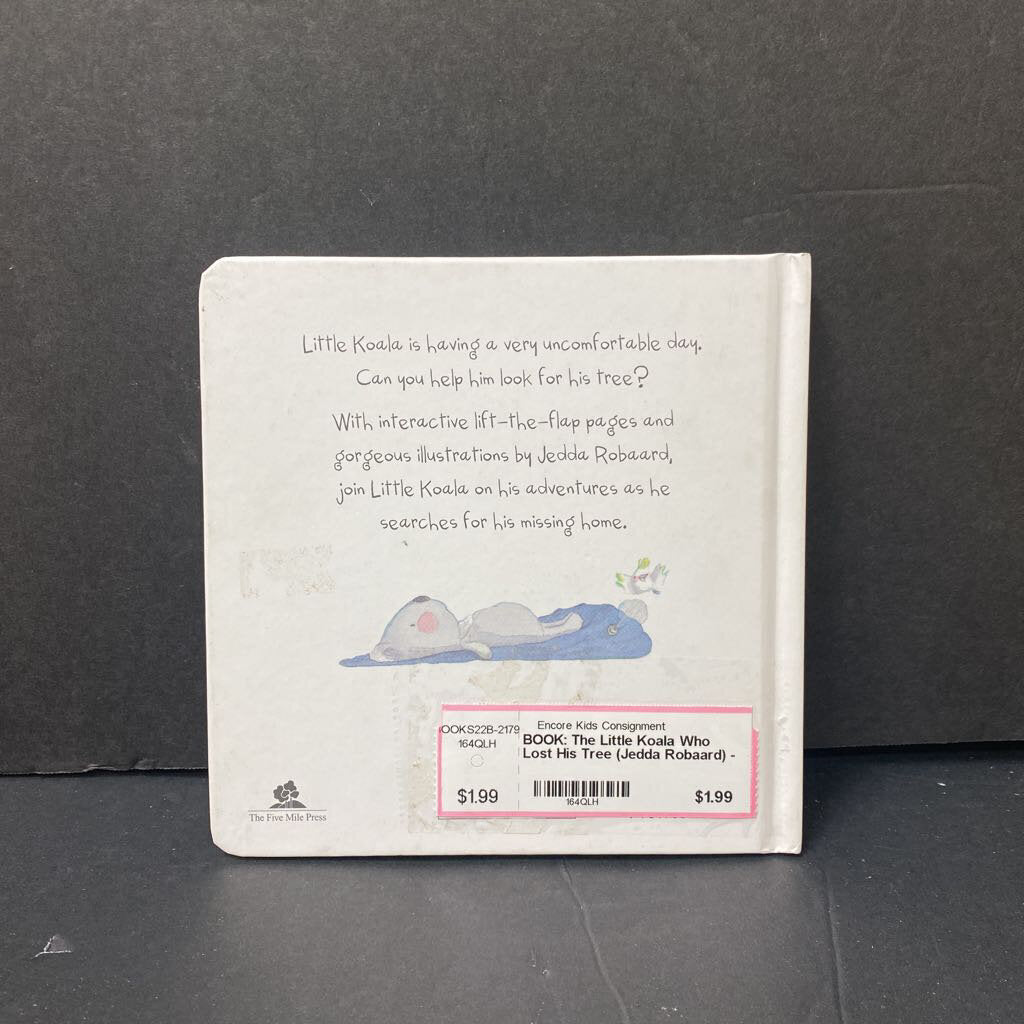 Little Koala is having a very uncomfortable day.
Can you help him look for his tree?
With interactive lift-the-flap pages and
gorgeous illustrations by Jedda Robaard,
join Little Koala on his adventures as he
searches for his missing home.
The Five Mile Press
OOKS22B-2179
164QLH
$1.99
Encore Kids Consignment
BOOK: The Little Koala Who
Lost His Tree (Jedda Robaard) -
164QLH
$1.99